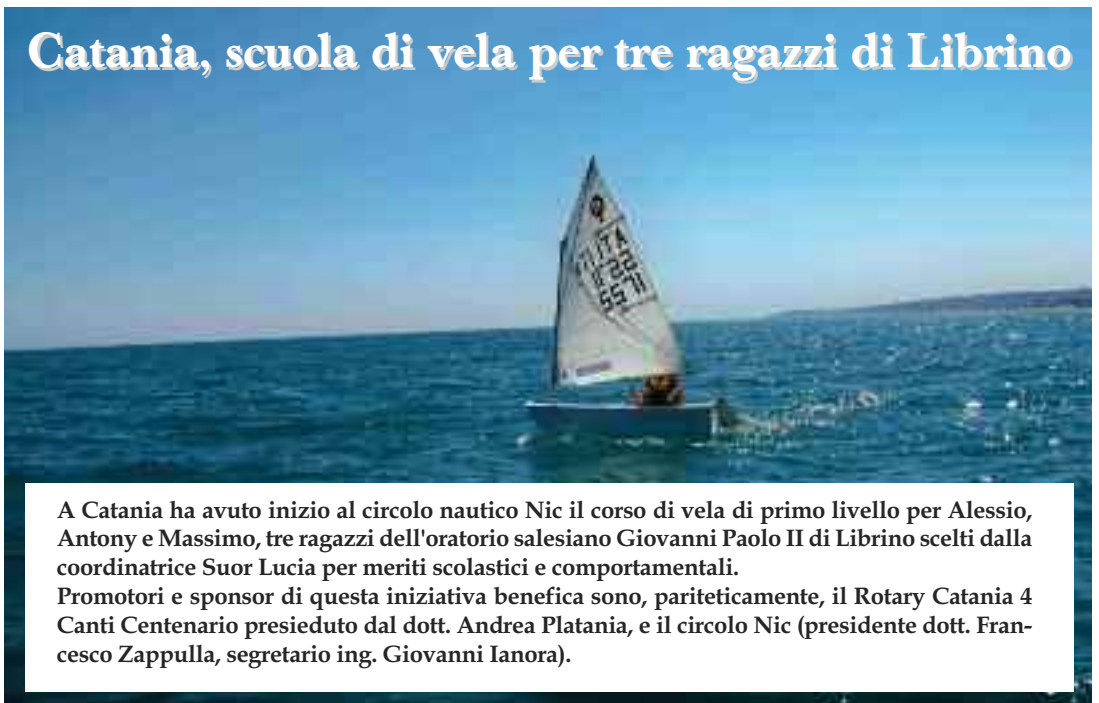 Catania, scuola di vela per tre ragazzi di Librino
A Catania ha avuto inizio al circolo nautico Nic il corso di vela di primo livello per Alessio,
Antony e Massimo, tre ragazzi dell'oratorio salesiano Giovanni Paolo II di Librino scelti dalla
coordinatrice Suor Lucia per meriti scolastici e comportamentali.
Promotori e sponsor di questa iniziativa benefica sono, pariteticamente, il Rotary Catania 4
Canti Centenario presieduto dal dott. Andrea Platania, e il circolo Nic (presidente dott. Fran-
cesco Zappulla, segretario ing. Giovanni Ianora).